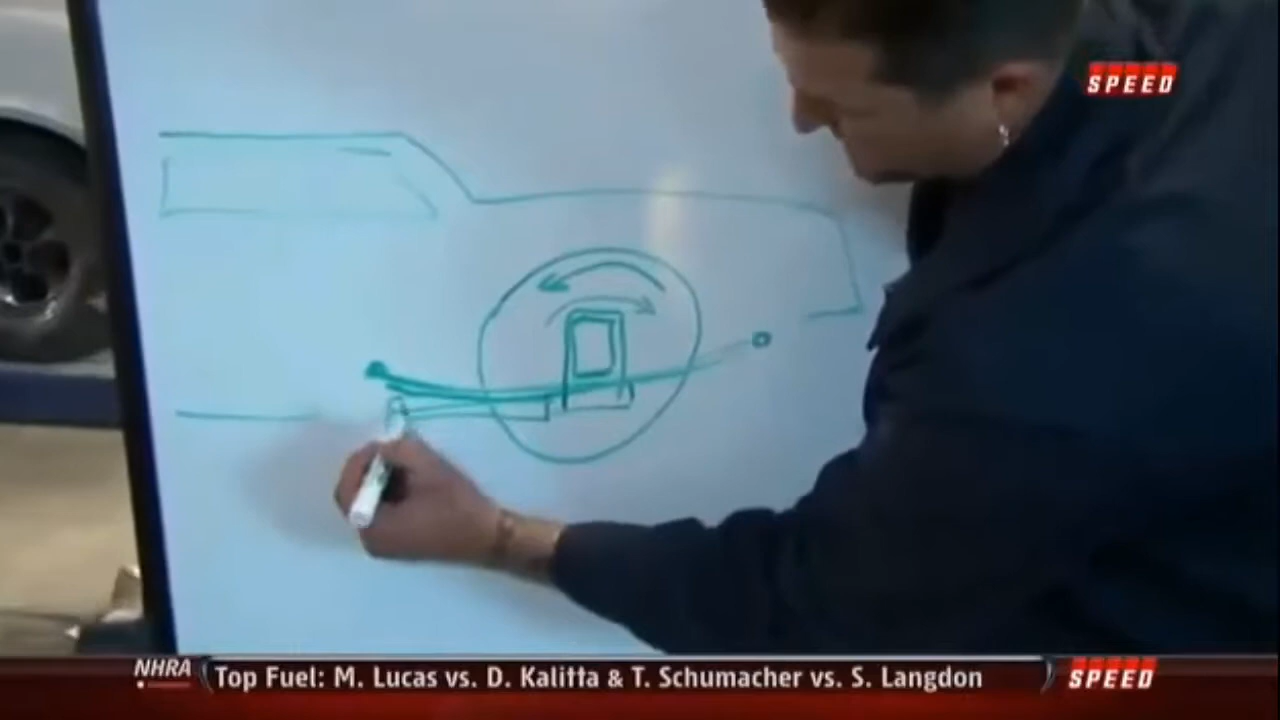 SPEED
NHRA Top Fuel: M. Lucas vs. D. Kalitta & T. Schumacher vs. S. Langdon SPEED